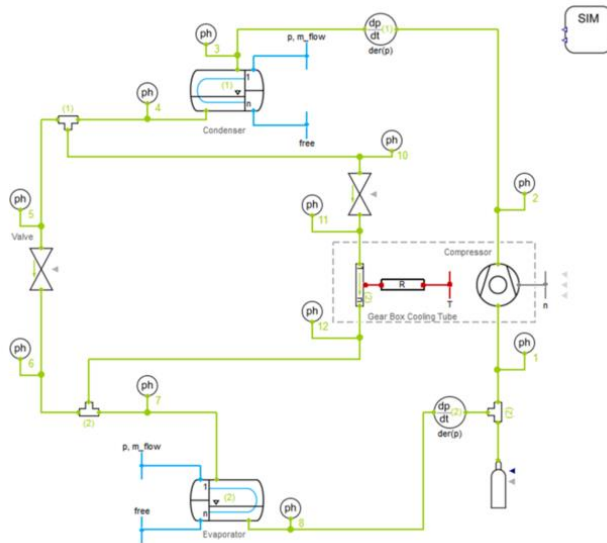 SIM
dp
dt
(1)
der(p)
p, m_flow
ph
3
ph
4
(1)
1
n
(1)
Condenser
free
ph
10
ph
2
ph
5
Valve
ph
11
Compressor
R
T
n
(2)
Gear Box Cooling Tube
ph
12
ph
6
ph
1
ph
7
(2)
dp
dt
(2)
der(p)
(2)
p, m_flow
1
(2)
n
free
Evaporator
ph
8